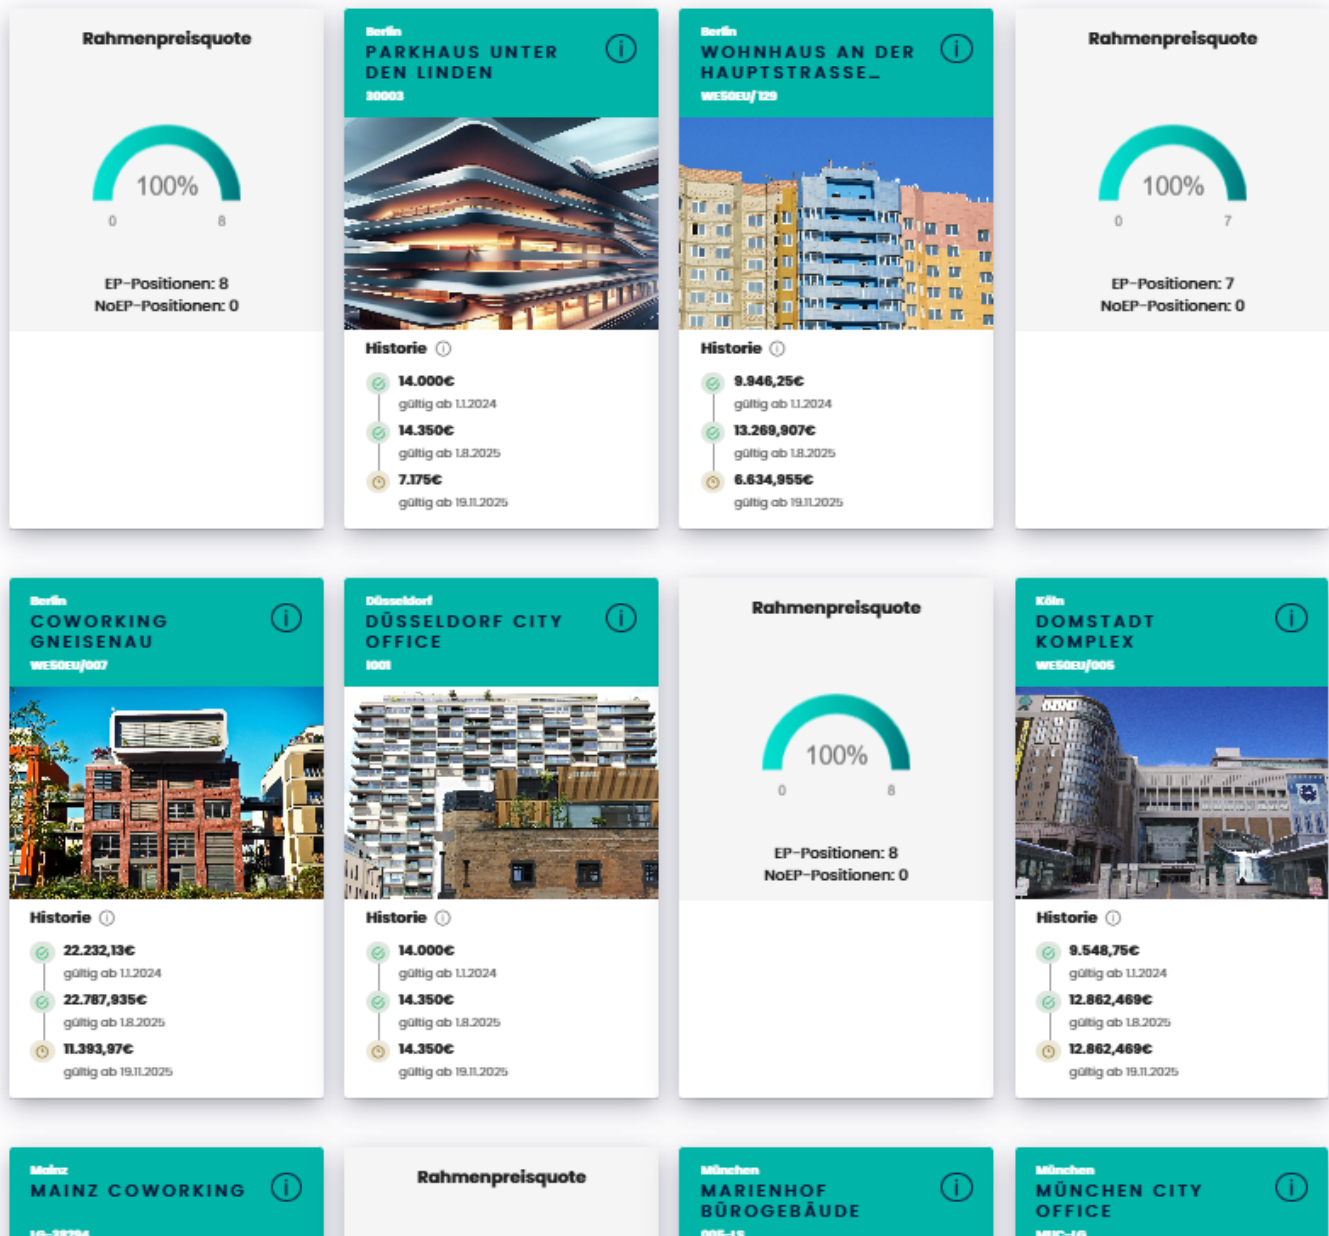 Rahmenpreisquote
100%
0 8
EP-Positionen: 8
NoEP-Positionen: 0
Berlin
PARKHAUS UNTER
DEN LINDEN
30003
Historie
14.000€
gültig ab 1.1.2024
14.350€
gültig ab 1.8.2025
7.175€
gültig ab 19.11.2025
Berlin
WOHNHAUS AN DER
HAUPTSTRASSE…
WE50EU/129
Historie
9.946,25€
gültig ab 1.1.2024
13.269,907€
gültig ab 1.8.2025
6.634,955€
gültig ab 19.11.2025
Rahmenpreisquote
100%
0 7
EP-Positionen: 7
NoEP-Positionen: 0
Berlin
COWORKING
GNEISENAU
WE50EU/007
Historie
22.232,13€
gültig ab 1.1.2024
22.787,935€
gültig ab 1.8.2025
11.393,97€
gültig ab 19.11.2025
Düsseldorf
DÜSSELDORF CITY
OFFICE
1001
Historie
14.000€
gültig ab 1.1.2024
14.350€
gültig ab 1.8.2025
14.350€
gültig ab 19.11.2025
Rahmenpreisquote
100%
0 8
EP-Positionen: 8
NoEP-Positionen: 0
Köln
DOMSTADT
KOMPLEX
WE50EU/005
Historie
9.548,75€
gültig ab 1.1.2024
12.862,469€
gültig ab 1.8.2025
12.862,469€
gültig ab 19.11.2025
Mainz
MAINZ COWORKING
Rahmenpreisquote
München
MARIENHOF
BÜROGEBÄUDE
München
MÜNCHEN CITY
OFFICE